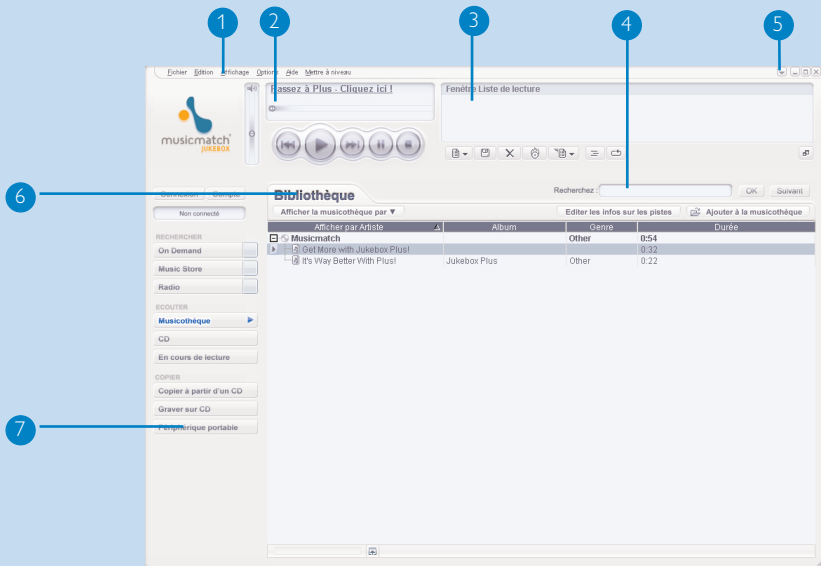 1 2 3 4 5
Fichier Edition Affichage Options Aide Mettre à niveau
Passez à Plus - Cliquez ici !
Fenêtre Liste de lecture
musicmatch
JUKEBOX
6
Connexion Compte
Bibliothèque
Recherchez : OK Suivant
Non connecté
Afficher la musicothèque par ▼ Editer les infos sur les pistes Ajouter à la musicothèque
Afficher par Artiste Album Genre Durée
Musicmatch Other 0:54
Get More with Jukebox Plus! 0:32
It's Way Better With Plus! Jukebox Plus Other 0:22
RECHERCHER
On Demand
Music Store
Radio
ECOUTER
Musicothèque
CD
En cours de lecture
COPIER
Copier à partir d'un CD
Graver sur CD
7
Périphérique portable